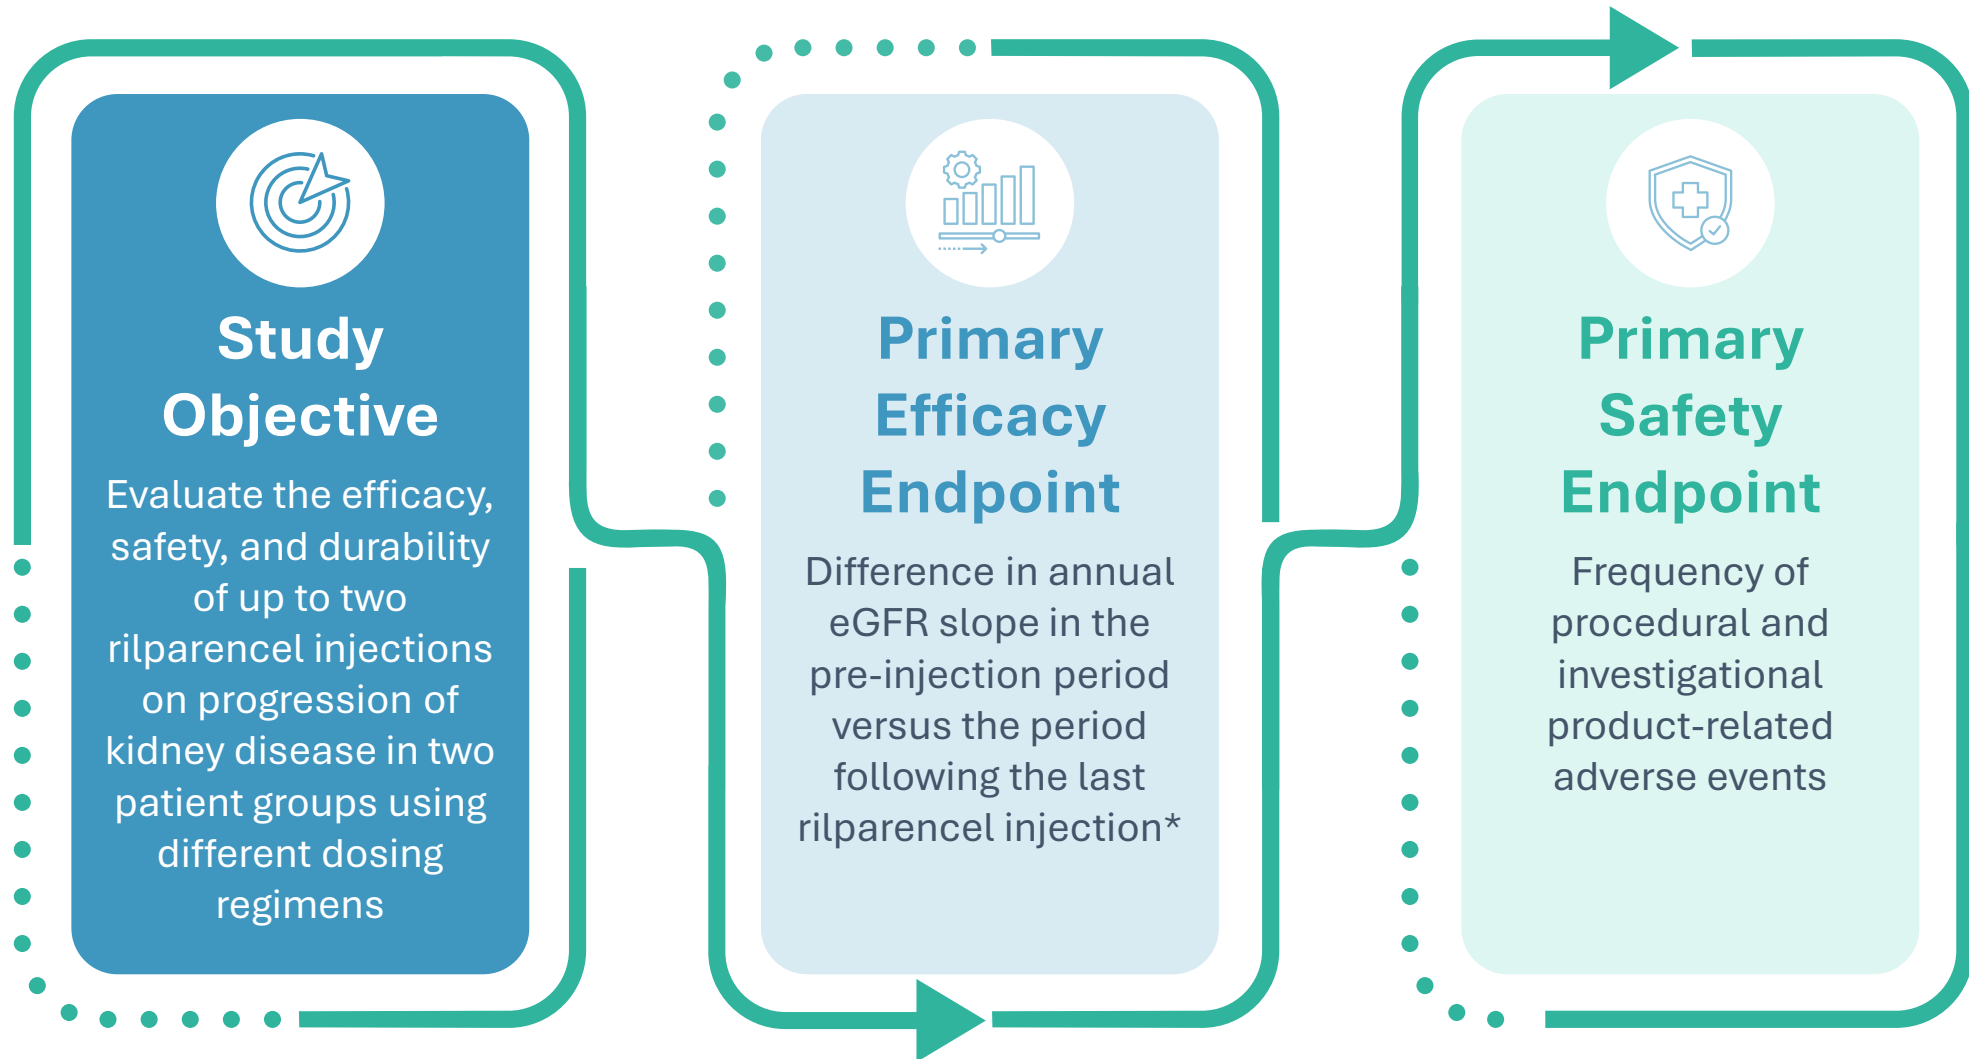 Study
Objective
Evaluate the efficacy,
safety, and durability
of up to two
rilparencel injections
on progression of
kidney disease in two
patient groups using
different dosing
regimens
Primary
Efficacy
Endpoint
Difference in annual
eGFR slope in the
pre-injection period
versus the period
following the last
rilparencel injection*
Primary
Safety
Endpoint
Frequency of
procedural and
investigational
product-related
adverse events